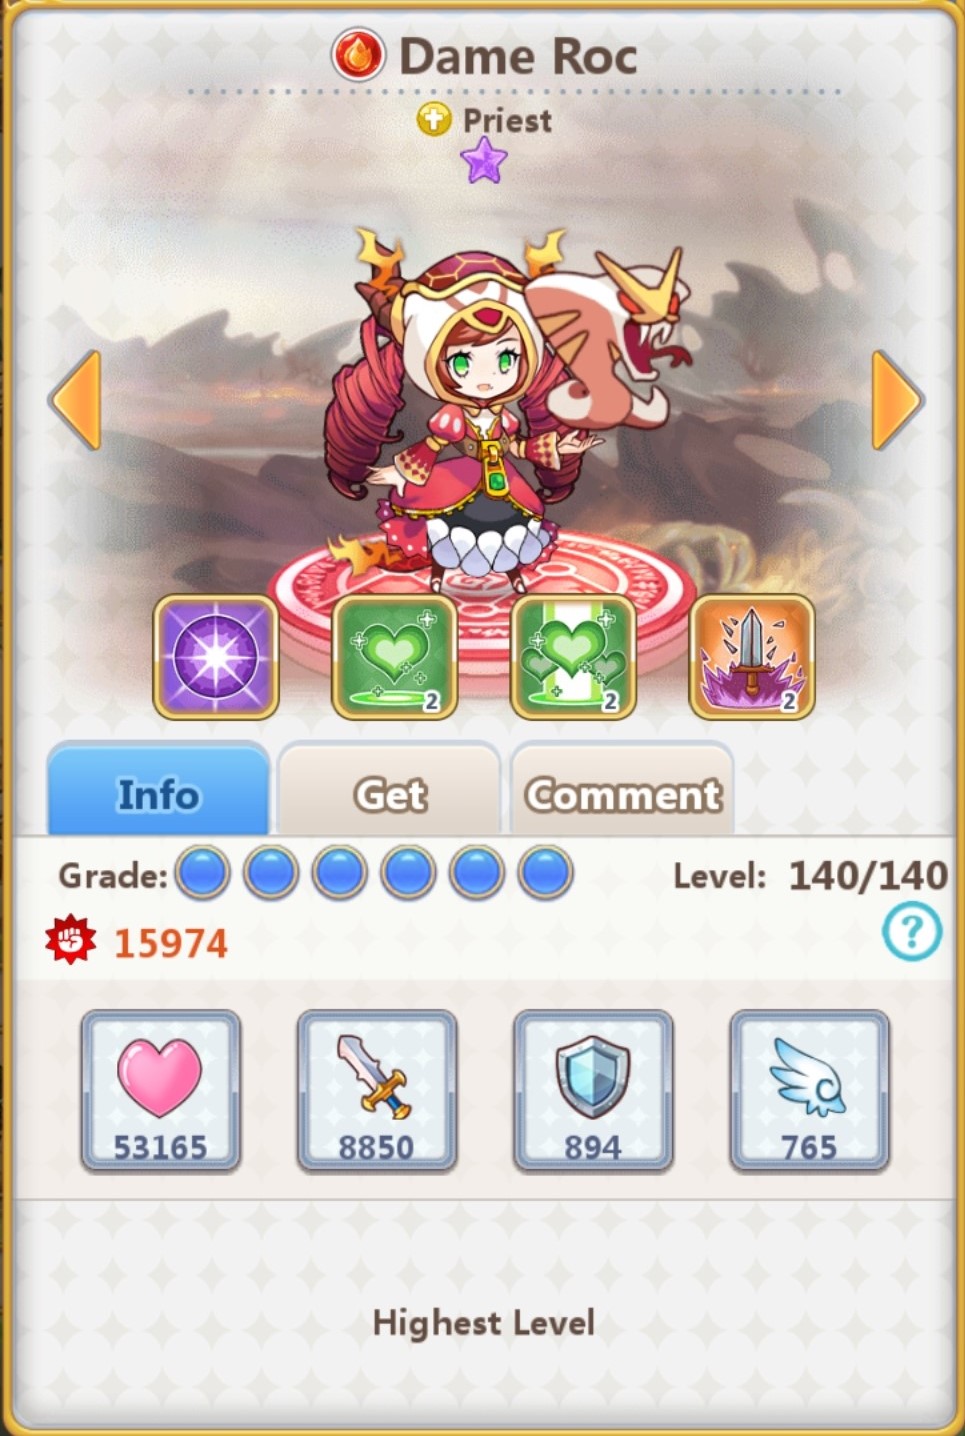 Dame Roc
Priest
2 2 2
Info Get Comment
Grade: Level: 140/140
15974 ?
53165 8850 894 765
Highest Level